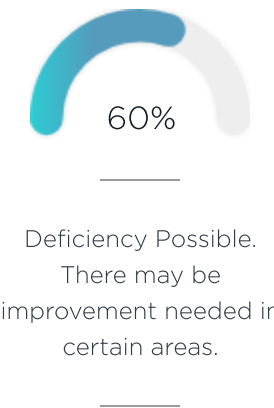 60%
Deficiency Possible.
There may be
improvement needed in
certain areas.